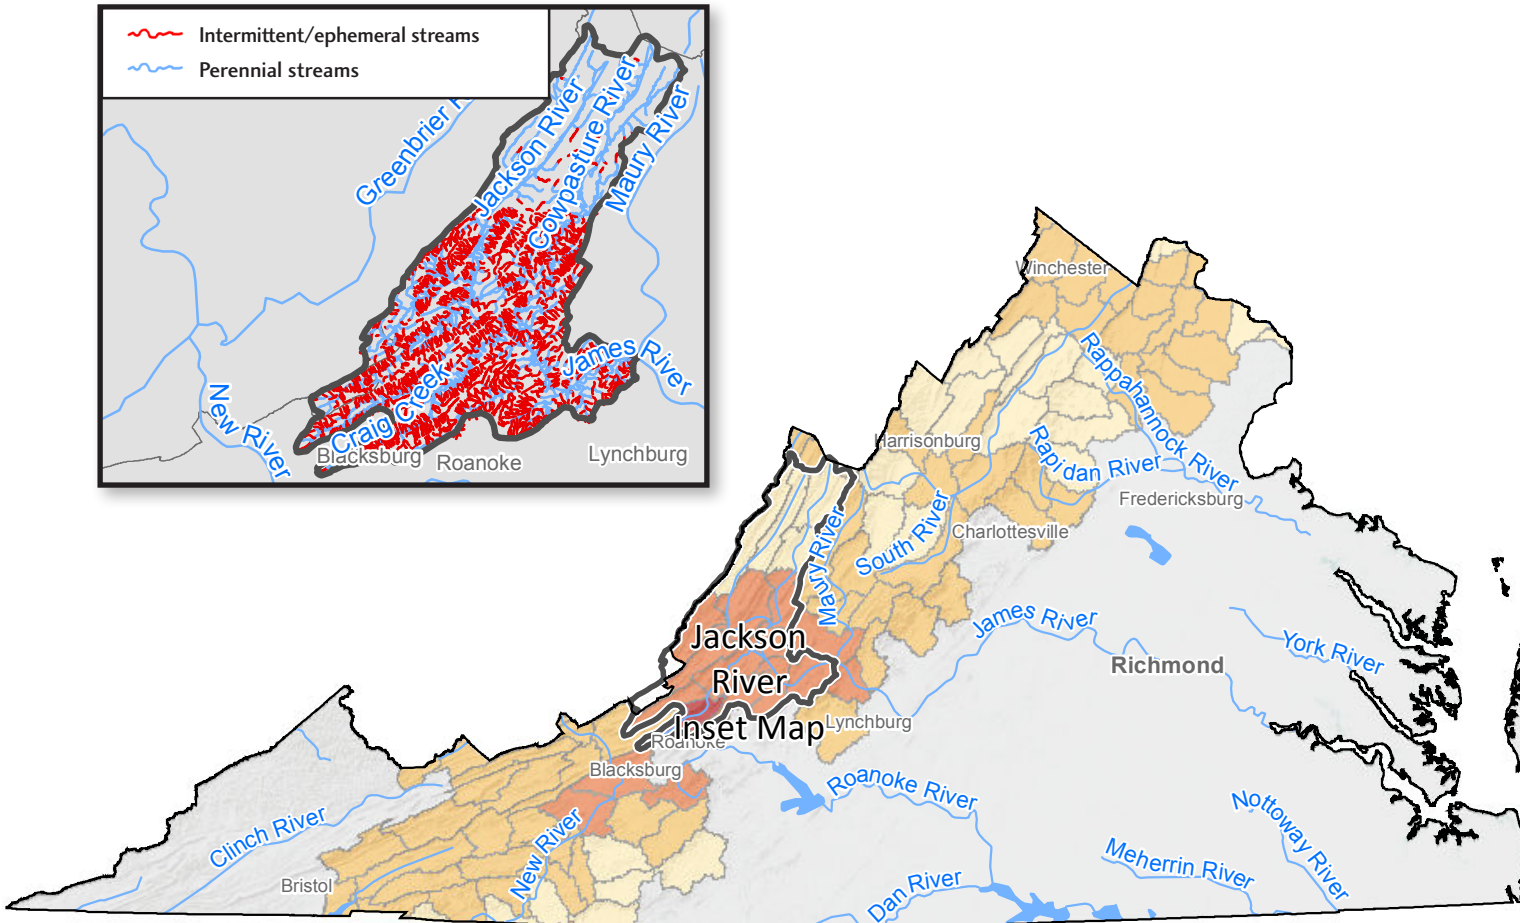 Intermittent/ephemeral streams
Perennial streams
Greenbrier R
Jackson River
Cowpasture River
Maury River
James River
Craig Creek
New River
Blacksburg
Roanoke
Lynchburg
Winchester
Rappahannock River
Harrisonburg
Rapidan River
Fredericksburg
Charlottesville
South River
Maury River
James River
York River
Richmond
Jackson
River
Inset Map
Lynchburg
Roanoke
Blacksburg
Roanoke River
Nottoway River
Clinch River
New River
Meherrin River
Bristol
Dan River